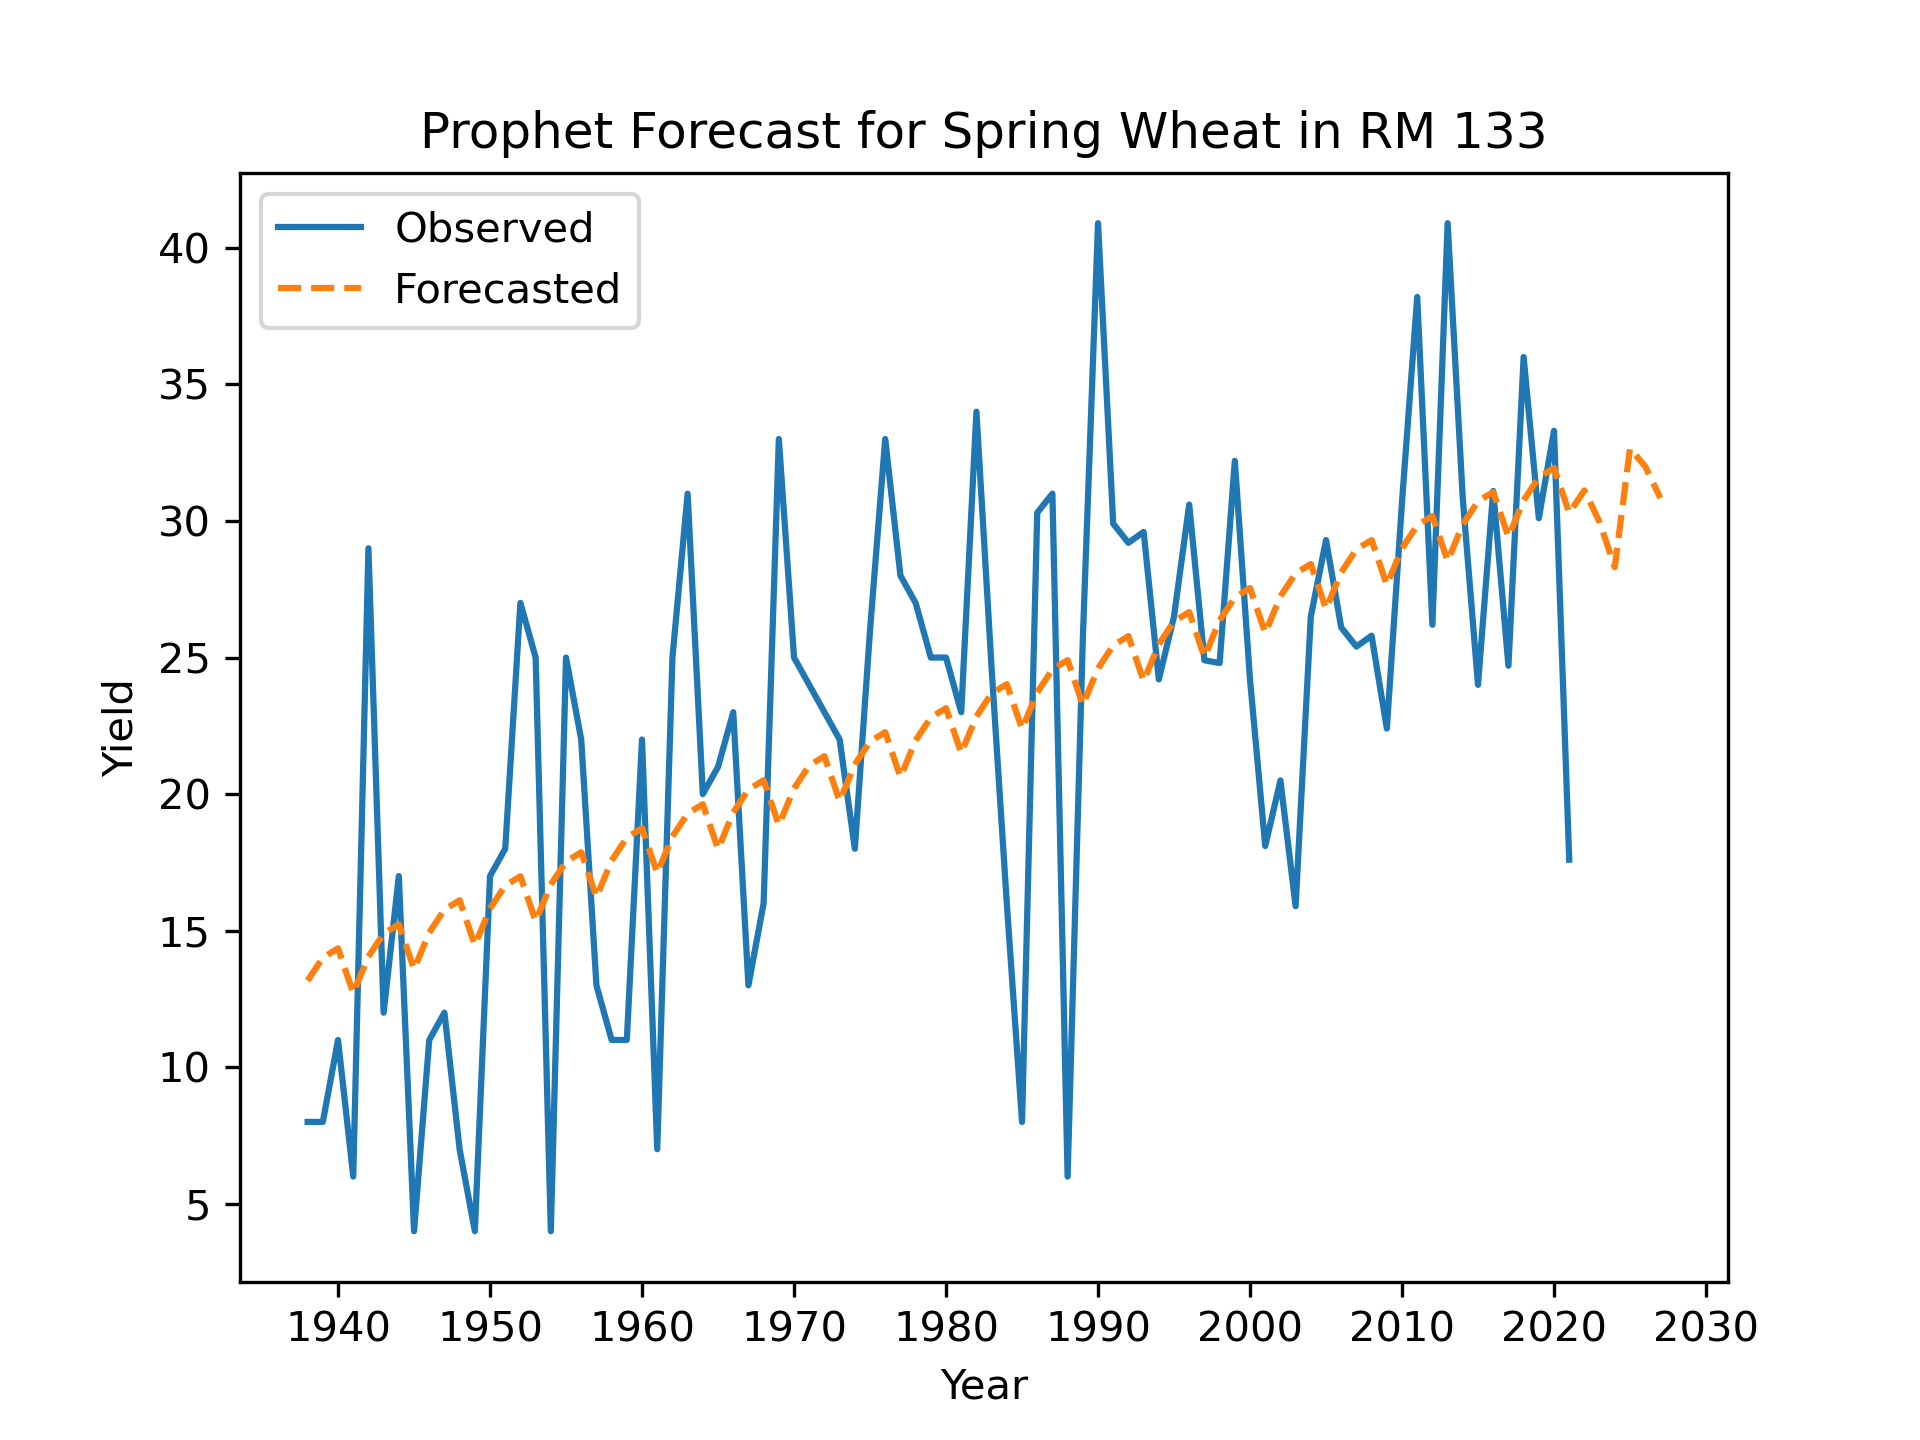 Prophet Forecast for Spring Wheat in RM 133
Observed
Forecasted
40
35
30
25
20
15
10
5
Yield
1940 1950 1960 1970 1980 1990 2000 2010 2020 2030
Year